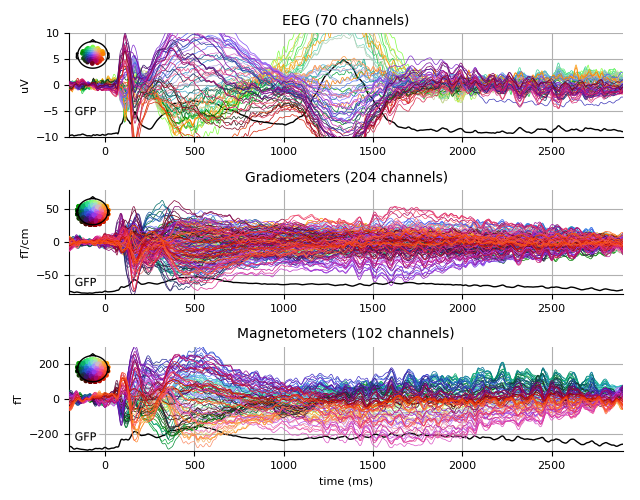 EEG (70 channels)
10
5
0
−5
−10
uV
GFP
0 500 1000 1500 2000 2500
Gradiometers (204 channels)
50
0
−50
fT/cm
GFP
0 500 1000 1500 2000 2500
Magnetometers (102 channels)
200
0
−200
fT
GFP
0 500 1000 1500 2000 2500
time (ms)